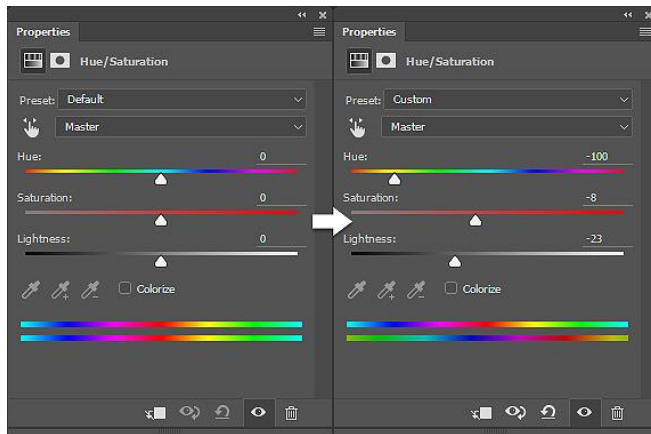 Properties
Hue/Saturation
Preset: Default
Master
Hue: 0
Saturation: 0
Lightness: 0
Colorize
Properties
Hue/Saturation
Preset: Custom
Master
Hue: -100
Saturation: -8
Lightness: -23
Colorize